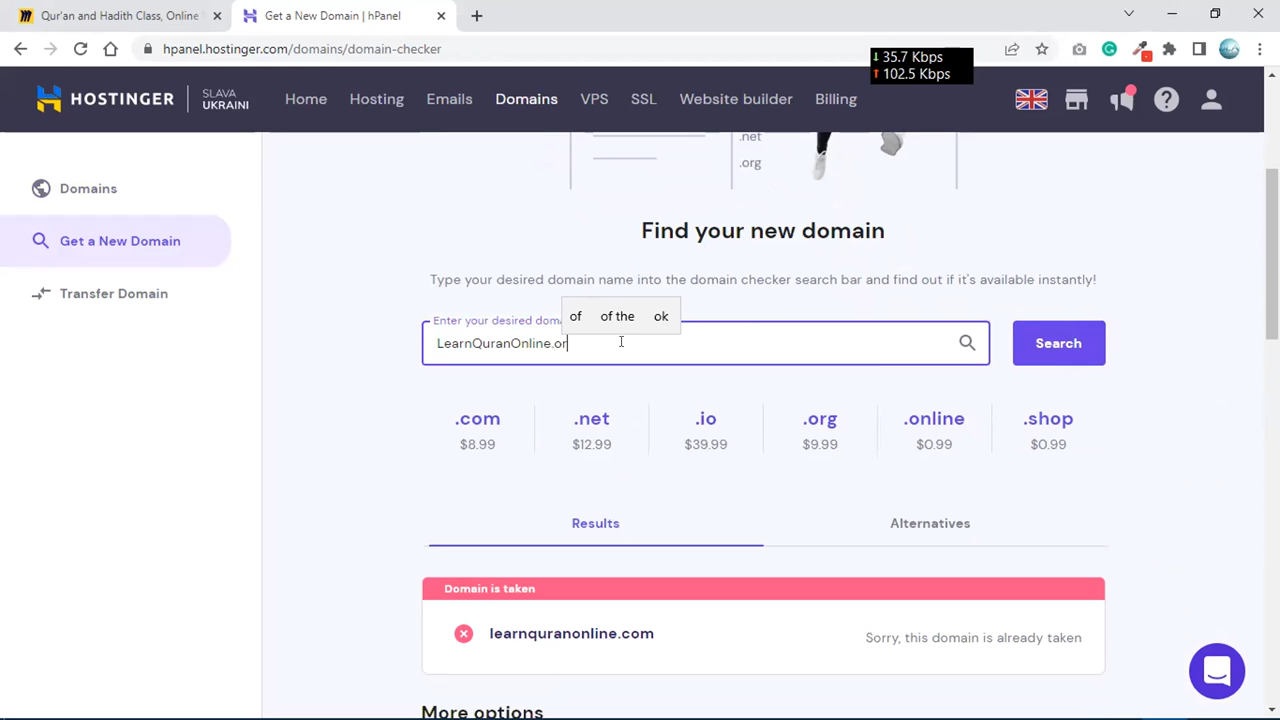 Qur'an and Hadith Class, Online
Get a New Domain | hPanel
hpanel.hostinger.com/domains/domain-checker
35.7 Kbps
102.5 Kbps
HOSTINGER
SLAVA
UKRAINI
Home
Hosting
Emails
Domains
VPS
SSL
Website builder
Billing
.net
.org
Domains
Get a New Domain
Transfer Domain
Find your new domain
Type your desired domain name into the domain checker search bar and find out if it's available instantly!
of of the ok
Enter your desired doma
LearnQuranOnline.or
Search
.com .net .io .org .online .shop
$8.99 $12.99 $39.99 $9.99 $0.99 $0.99
Results
Alternatives
Domain is taken
learnquranonline.com
Sorry, this domain is already taken
More options